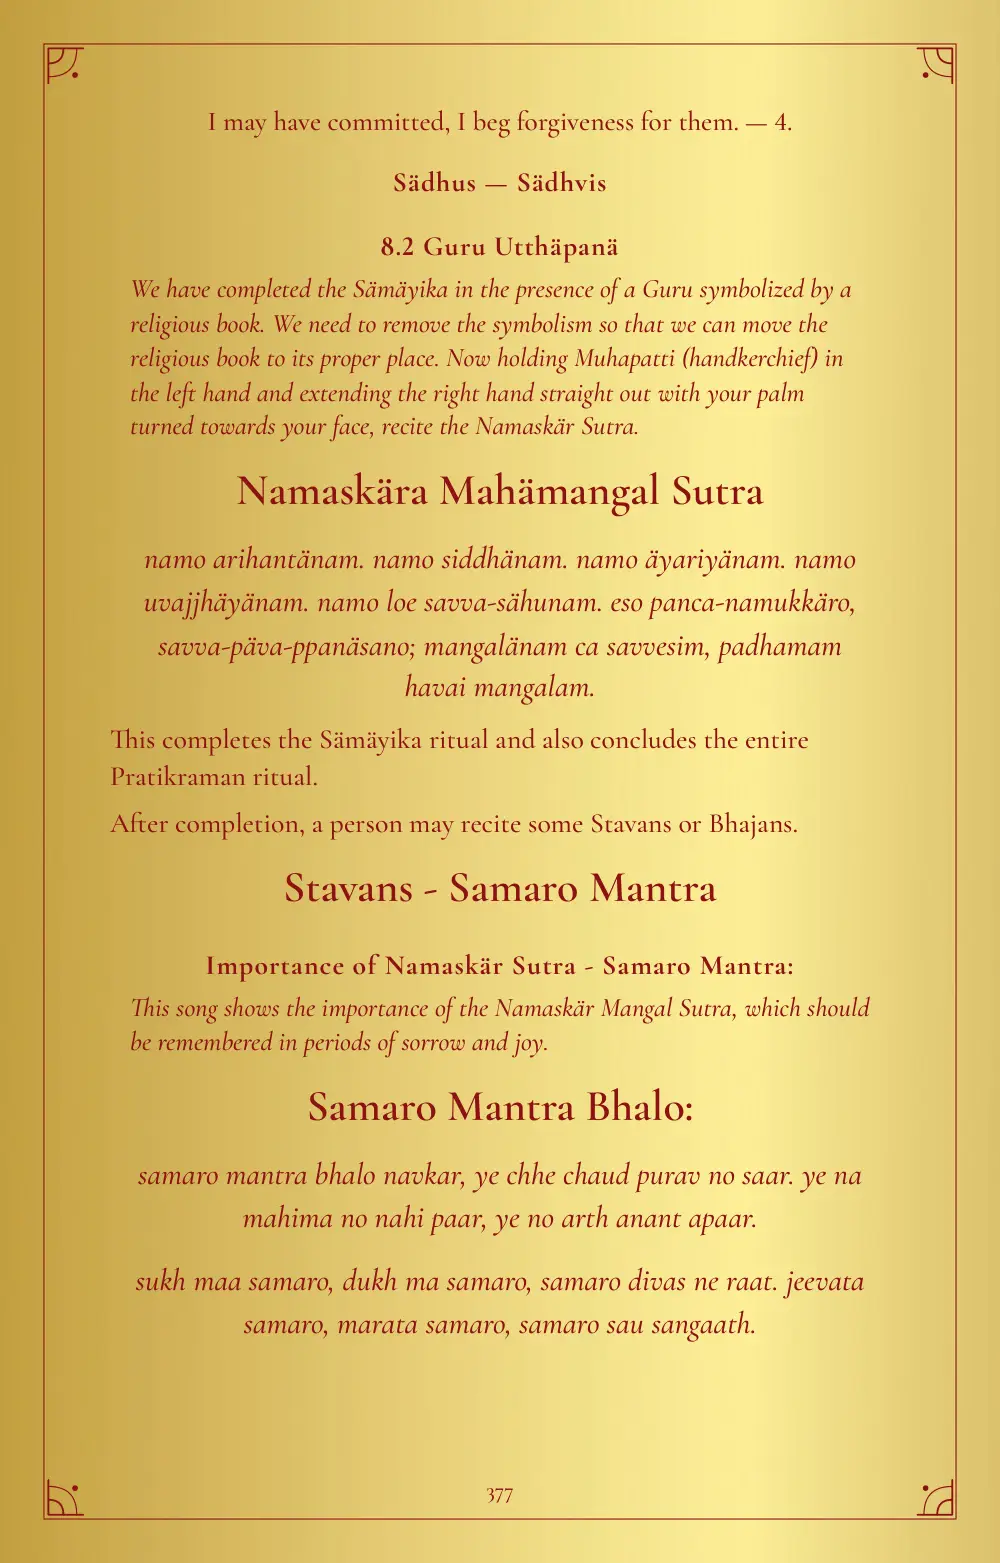 I may have committed, I beg forgiveness for them. — 4.
Sädhus — Sädhvis
8.2 Guru Utthäpanä
We have completed the Sämäyika in the presence of a Guru symbolized by a
religious book. We need to remove the symbolism so that we can move the
religious book to its proper place. Now holding Muhapatti (handkerchief) in
the left hand and extending the right hand straight out with your palm
turned towards your face, recite the Namaskär Sutra.
Namaskära Mahämangal Sutra
namo arihantänam. namo siddhänam. namo äyariyänam. namo
uvajjhäyänam. namo loe savva-sähunam. eso panca-namukkäro,
savva-päva-ppanäsano; mangalänam ca savvesim, padhamam
havai mangalam.
This completes the Sämäyika ritual and also concludes the entire
Pratikraman ritual.
After completion, a person may recite some Stavans or Bhajans.
Stavans - Samaro Mantra
Importance of Namaskär Sutra - Samaro Mantra:
This song shows the importance of the Namaskär Mangal Sutra, which should
be remembered in periods of sorrow and joy.
Samaro Mantra Bhalo:
samaro mantra bhalo navkar, ye chhe chaud purav no saar. ye na
mahima no nahi paar, ye no arth anant apaar.
sukh maa samaro, dukh ma samaro, samaro divas ne raat. jeevata
samaro, marata samaro, samaro sau sangaath.
377